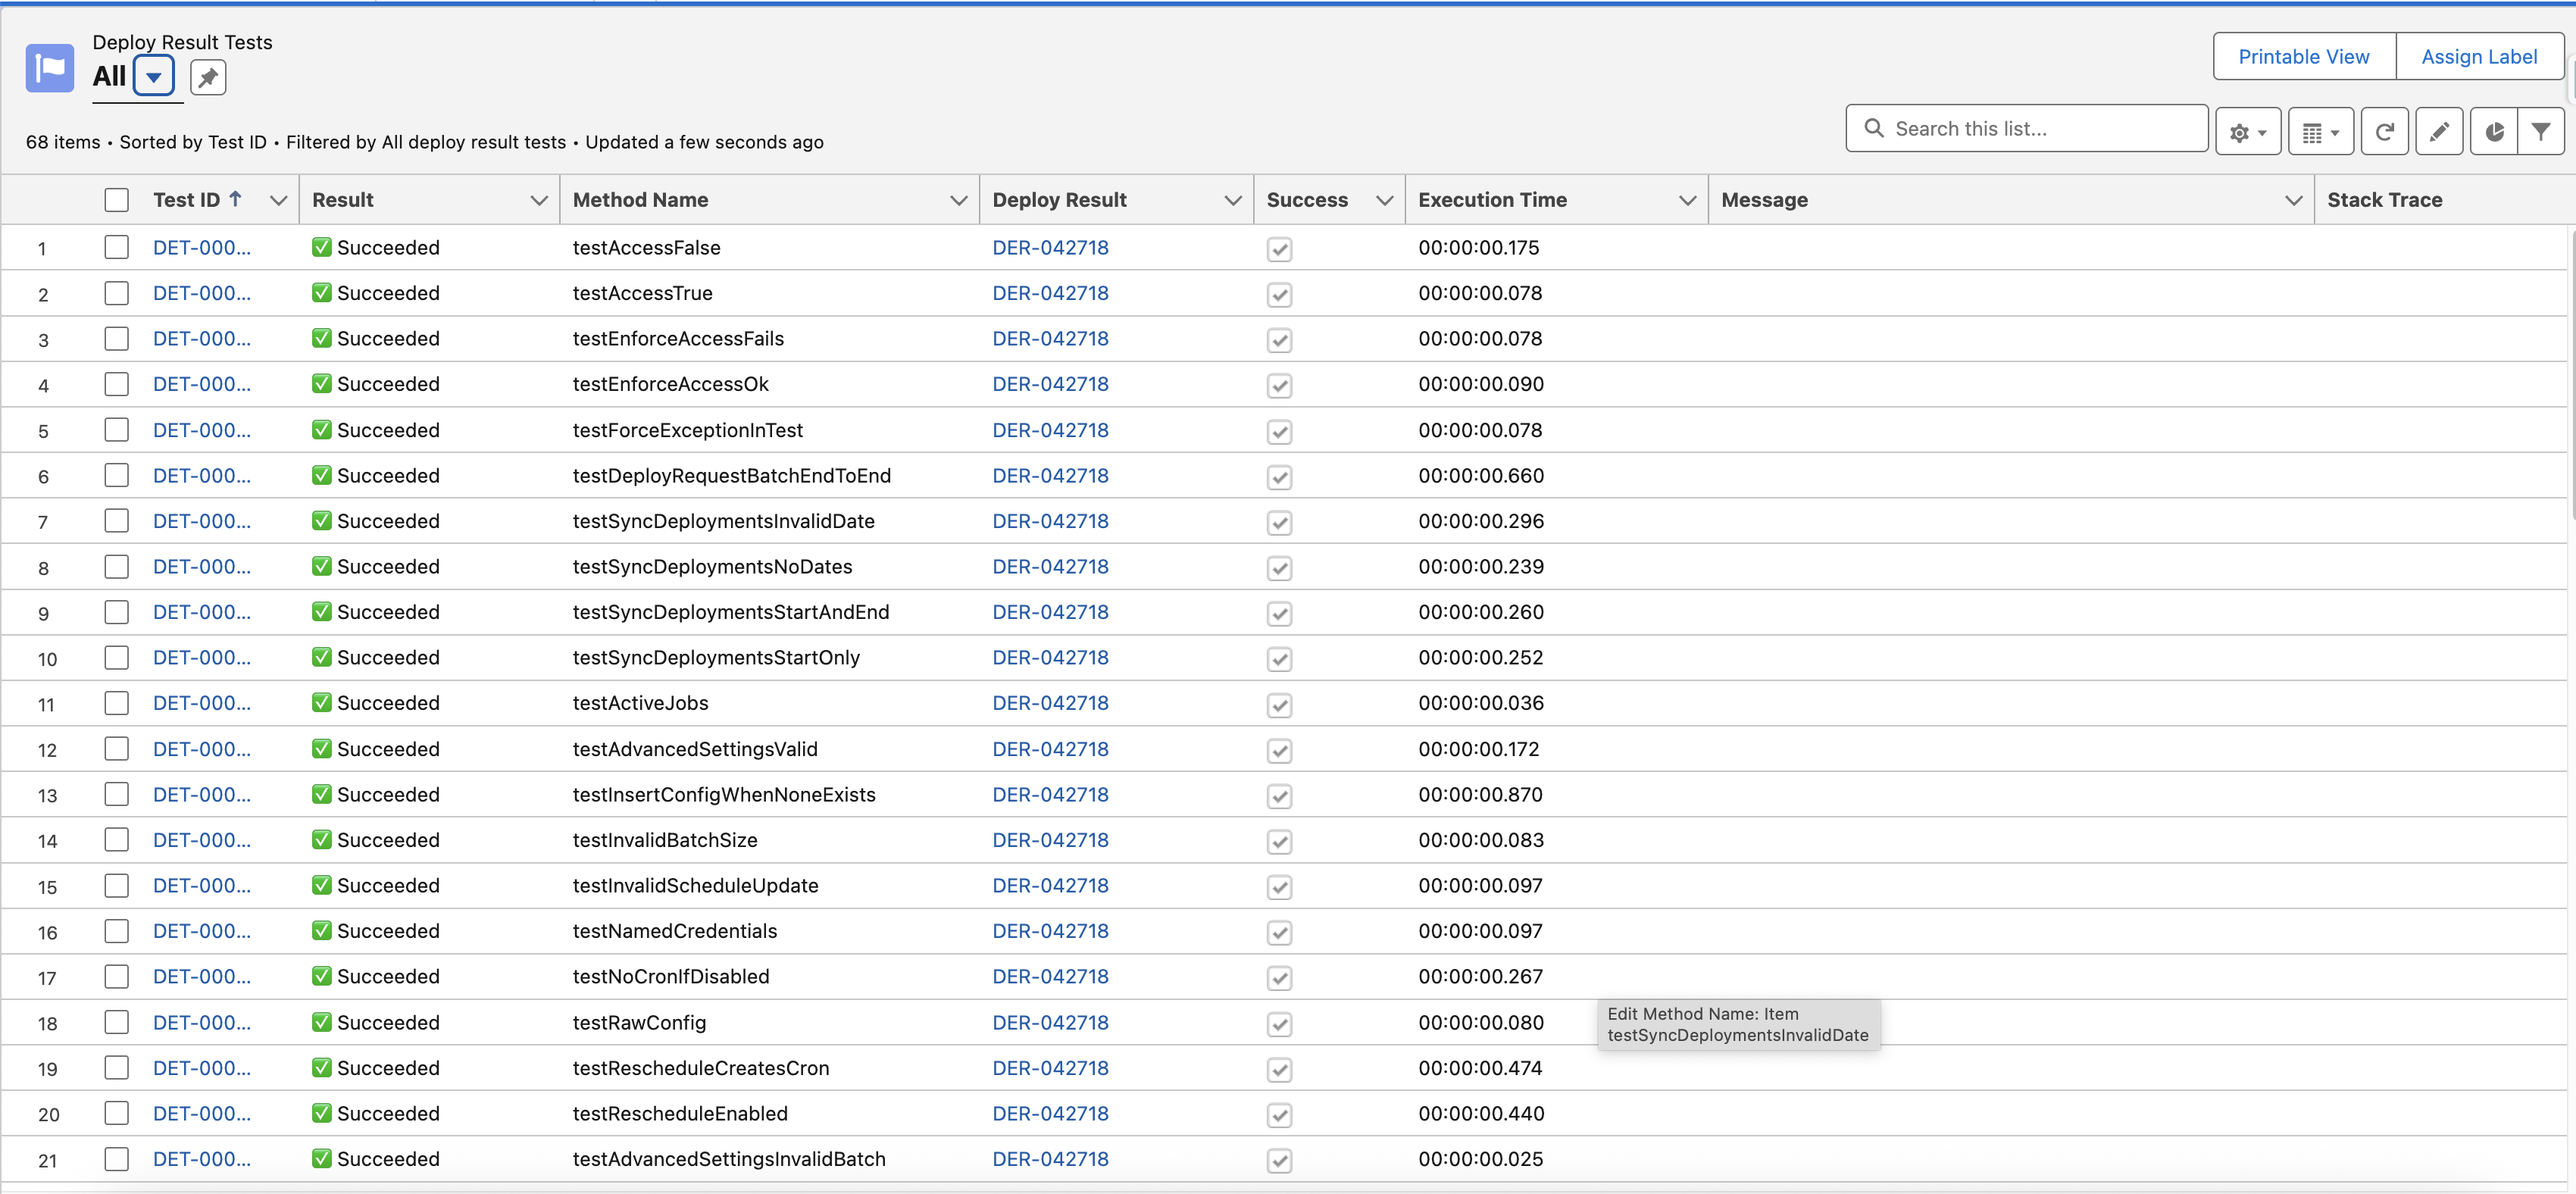 Deploy Result Tests
All
Printable View Assign Label
68 items • Sorted by Test ID • Filtered by All deploy result tests • Updated a few seconds ago
Search this list...
Test ID Result Method Name Deploy Result Success Execution Time Message Stack Trace
1 DET-000... Succeeded testAccessFalse DER-042718 00:00:00.175
2 DET-000... Succeeded testAccessTrue DER-042718 00:00:00.078
3 DET-000... Succeeded testEnforceAccessFails DER-042718 00:00:00.078
4 DET-000... Succeeded testEnforceAccessOk DER-042718 00:00:00.090
5 DET-000... Succeeded testForceExceptionInTest DER-042718 00:00:00.078
6 DET-000... Succeeded testDeployRequestBatchEndToEnd DER-042718 00:00:00.660
7 DET-000... Succeeded testSyncDeploymentsInvalidDate DER-042718 00:00:00.296
8 DET-000... Succeeded testSyncDeploymentsNoDates DER-042718 00:00:00.239
9 DET-000... Succeeded testSyncDeploymentsStartAndEnd DER-042718 00:00:00.260
10 DET-000... Succeeded testSyncDeploymentsStartOnly DER-042718 00:00:00.252
11 DET-000... Succeeded testActiveJobs DER-042718 00:00:00.036
12 DET-000... Succeeded testAdvancedSettingsValid DER-042718 00:00:00.172
13 DET-000... Succeeded testInsertConfigWhenNoneExists DER-042718 00:00:00.870
14 DET-000... Succeeded testInvalidBatchSize DER-042718 00:00:00.083
15 DET-000... Succeeded testInvalidScheduleUpdate DER-042718 00:00:00.097
16 DET-000... Succeeded testNamedCredentials DER-042718 00:00:00.097
17 DET-000... Succeeded testNoCronIfDisabled DER-042718 00:00:00.267
18 DET-000... Succeeded testRawConfig DER-042718 00:00:00.080
Edit Method Name: Item
testSyncDeploymentsInvalidDate
19 DET-000... Succeeded testRescheduleCreatesCron DER-042718 00:00:00.474
20 DET-000... Succeeded testRescheduleEnabled DER-042718 00:00:00.440
21 DET-000... Succeeded testAdvancedSettingsInvalidBatch DER-042718 00:00:00.025